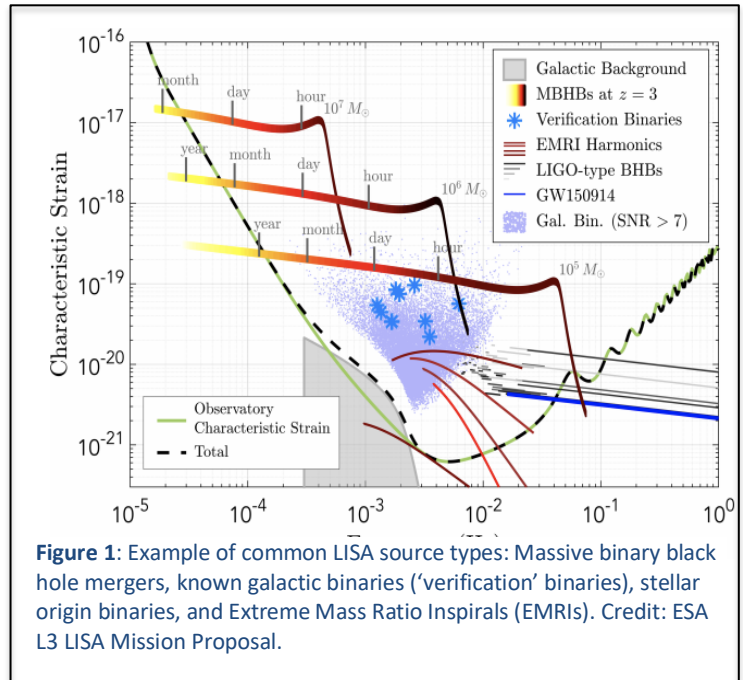 10^-16
10^-17
10^-18
10^-19
10^-20
10^-21
Characteristic Strain
month
day
hour
10^7 M⊙
year
month
day
hour
10^6 M⊙
year
month
day
hour
10^5 M⊙
Galactic Background
MBHBs at z = 3
Verification Binaries
EMRI Harmonics
LIGO-type BHBs
GW150914
Gal. Bin. (SNR > 7)
Observatory
Characteristic Strain
Total
10^-5
10^-4
10^-3
10^-2
10^-1
10^0
Figure 1: Example of common LISA source types: Massive binary black
hole mergers, known galactic binaries (‘verification’ binaries), stellar
origin binaries, and Extreme Mass Ratio Inspirals (EMRIs). Credit: ESA
L3 LISA Mission Proposal.